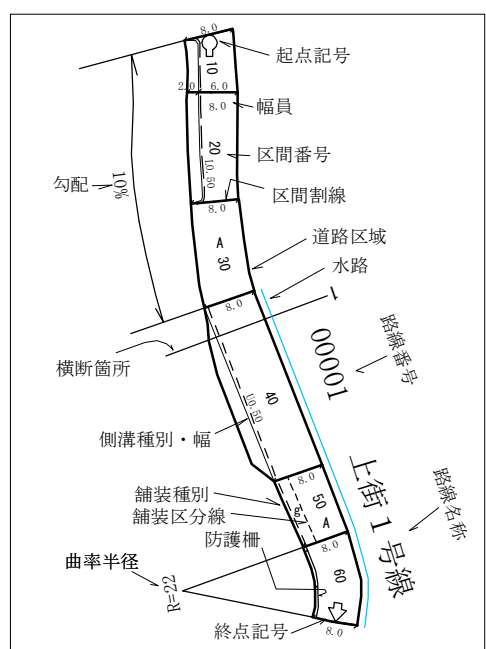 8.0
起点記号
10
2.0
6.0
8.0
幅員
20
区間番号
U0.50
勾配
10%
区間割線
8.0
A
30
道路区域
水路
8.0
1
横断箇所
00001
路線番号
40
U0.50
側溝種別・幅
8.0
上街1号線
路線名称
舗装種別
50
舗装区分線
g
A
防護柵
8.0
曲率半径
R=22
60
終点記号
8.0